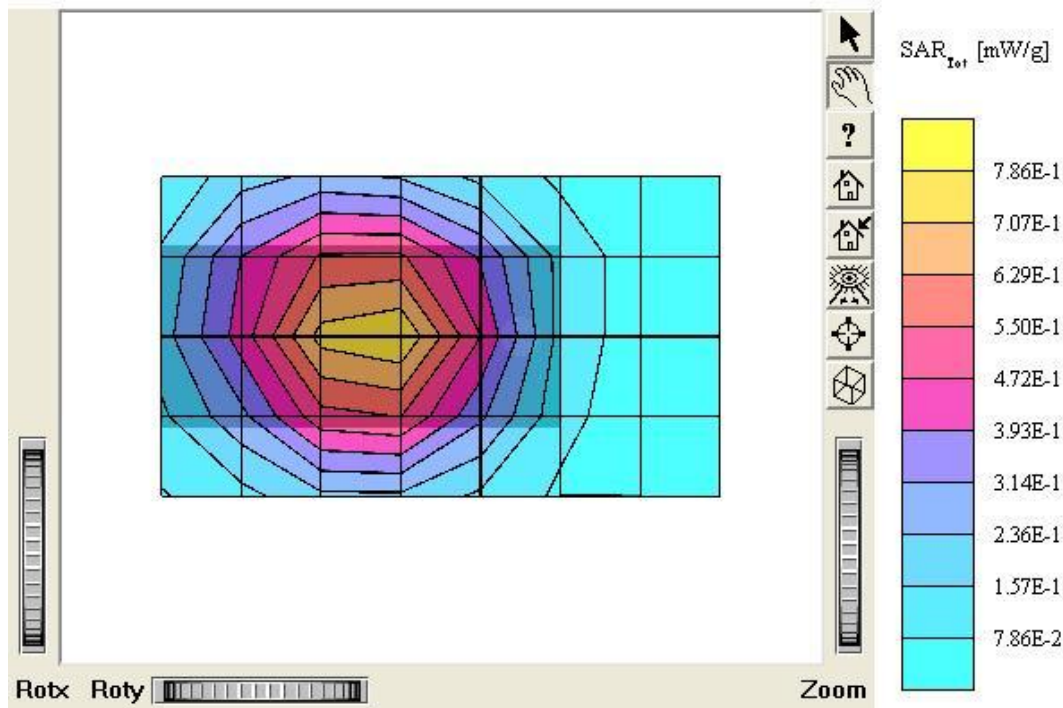 SARTot [mW/g]
?
7.86E-1
7.07E-1
6.29E-1
5.50E-1
4.72E-1
3.93E-1
3.14E-1
2.36E-1
1.57E-1
7.86E-2
Rotx Roty Zoom